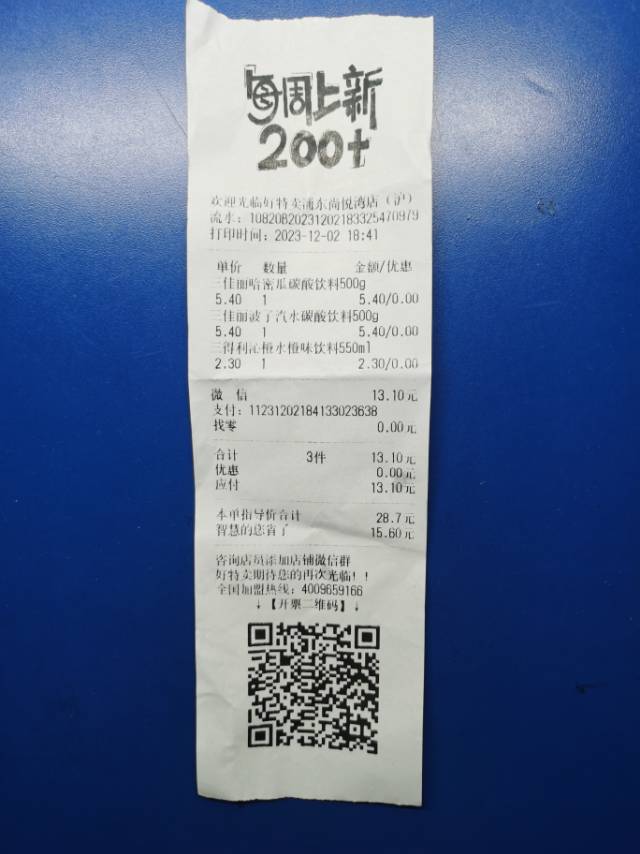 每周上新
200+
欢迎光临好特卖浦东尚悦湾店（沪）
流水：10820820231202183325470979
打印时间：2023-12-02 18:41
单价 数量 金额/优惠
三佳丽哈密瓜碳酸饮料500g
5.40 1 5.40/0.00
三佳丽波子汽水碳酸饮料500g
5.40 1 5.40/0.00
三得利沁橙水橙味饮料550ml
2.30 1 2.30/0.00
微 信 13.10元
支付：11231202184133023638
找零 0.00元
合计 3件 13.10元
优惠 0.00元
应付 13.10元
本单指导价合计 28.7元
智慧的您省了 15.60元
咨询店员添加店铺微信群
好特卖期待您的再次光临！！
全国加盟热线：4009659166
↓【开票二维码】↓